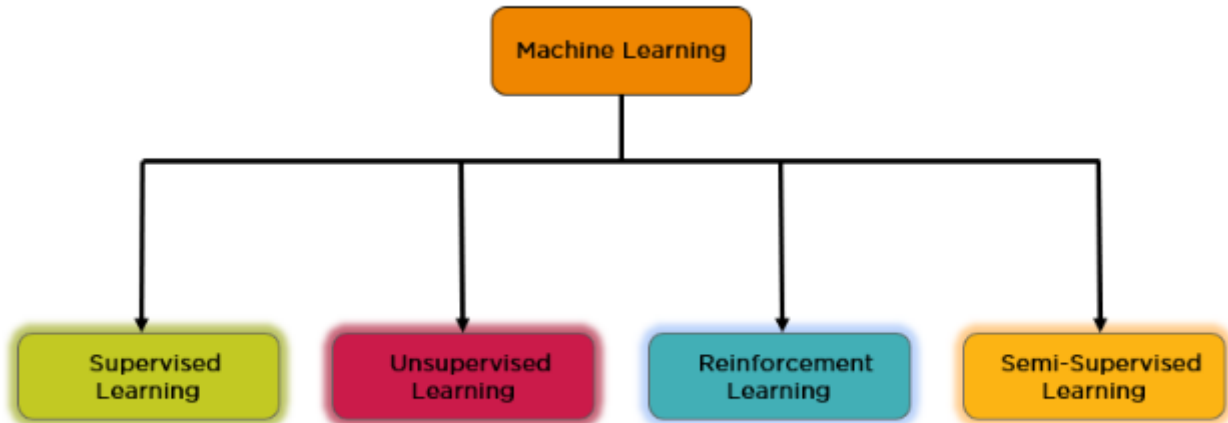 Machine Learning
Supervised
Learning
Unsupervised
Learning
Reinforcement
Learning
Semi-Supervised
Learning